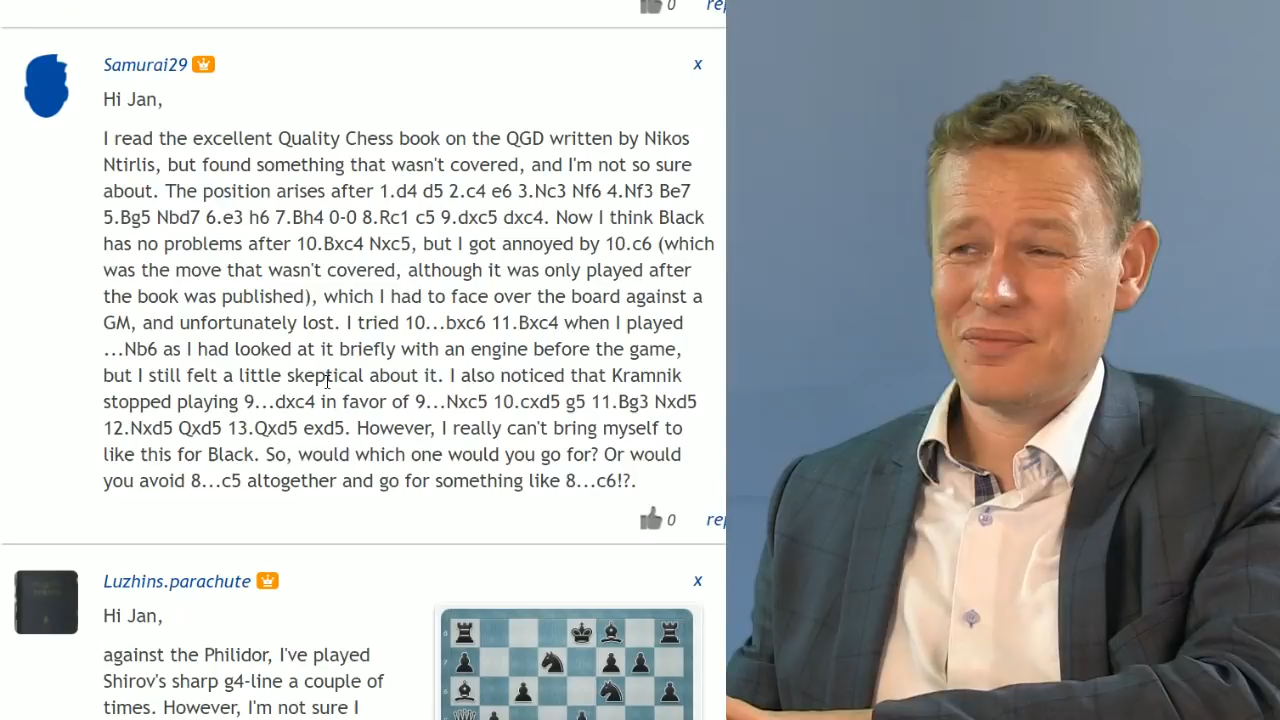 0 re
Samurai29 x
Hi Jan,
I read the excellent Quality Chess book on the QGD written by Nikos
Ntirlis, but found something that wasn't covered, and I'm not so sure
about. The position arises after 1.d4 d5 2.c4 e6 3.Nc3 Nf6 4.Nf3 Be7
5.Bg5 Nbd7 6.e3 h6 7.Bh4 0-0 8.Rc1 c5 9.dxc5 dxc4. Now I think Black
has no problems after 10.Bxc4 Nxc5, but I got annoyed by 10.c6 (which
was the move that wasn't covered, although it was only played after
the book was published), which I had to face over the board against a
GM, and unfortunately lost. I tried 10...bxc6 11.Bxc4 when I played
...Nb6 as I had looked at it briefly with an engine before the game,
but I still felt a little skeptical about it. I also noticed that Kramnik
stopped playing 9...dxc4 in favor of 9...Nxc5 10.cxd5 g5 11.Bg3 Nxd5
12.Nxd5 Qxd5 13.Qxd5 exd5. However, I really can't bring myself to
like this for Black. So, would which one would you go for? Or would
you avoid 8...c5 altogether and go for something like 8...c6!?.
0 rep
Luzhins.parachute x
Hi Jan,
against the Philidor, I've played
Shirov's sharp g4-line a couple of
times. However, I'm not sure I